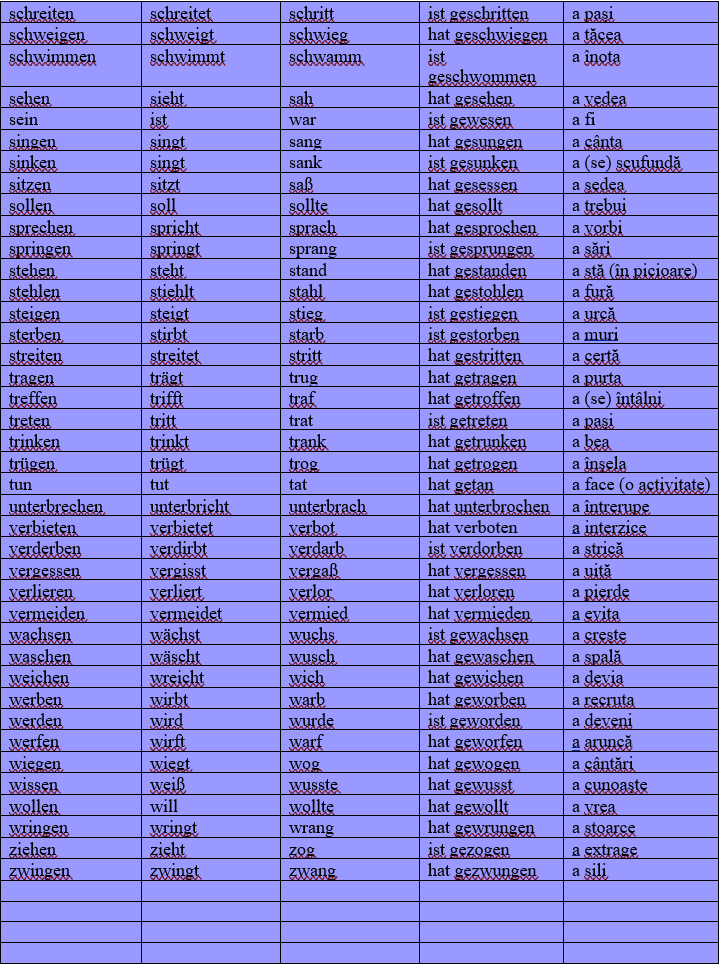 schreiten schreitet schritt ist geschritten a păși
schweigen schweigt schwieg hat geschwiegen a tăcea
schwimmen schwimmt schwamm ist a înota
geschwommen
sehen sieht sah hat gesehen a vedea
sein ist war ist gewesen a fi
singen singt sang hat gesungen a cânta
sinken singt sank ist gesunken a (se) scufundă
sitzen sitzt saß hat gesessen a ședea
sollen soll sollte hat gesollt a trebui
sprechen spricht sprach hat gesprochen a vorbi
springen springt sprang ist gesprungen a sări
stehen steht stand hat gestanden a stă (în picioare)
stehlen stiehlt stahl hat gestohlen a fură
steigen steigt stieg ist gestiegen a urcă
sterben stirbt starb ist gestorben a muri
streiten streitet stritt hat gestritten a certă
tragen trägt trug hat getragen a purta
treffen trifft traf hat getroffen a (se) întâlni
treten tritt trat ist getreten a păși
trinken trinkt trank hat getrunken a bea
trügen trügt trog hat getrogen a înșela
tun tut tat hat getan a face (o activitate)
unterbrechen unterbricht unterbrach hat unterbrochen a întrerupe
verbieten verbietet verbot hat verboten a interzice
verderben verdirbt verdarb ist verdorben a strică
vergessen vergisst vergaß hat vergessen a uită
verlieren verliert verlor hat verloren a pierde
vermeiden vermeidet vermied hat vermieden a evita
wachsen wächst wuchs ist gewachsen a crește
waschen wäscht wusch hat gewaschen a spălă
weichen wreicht wich hat gewichen a devia
werben wirbt warb hat geworben a recruta
werden wird wurde ist geworden a deveni
werfen wirft warf hat geworfen a aruncă
wiegen wiegt wog hat gewogen a cântări
wissen weiß wusste hat gewusst a cunoaște
wollen will wollte hat gewollt a vrea
wringen wringt wrang hat gewrungen a stoarce
ziehen zieht zog ist gezogen a extrage
zwingen zwingt zwang hat gezwungen a sili